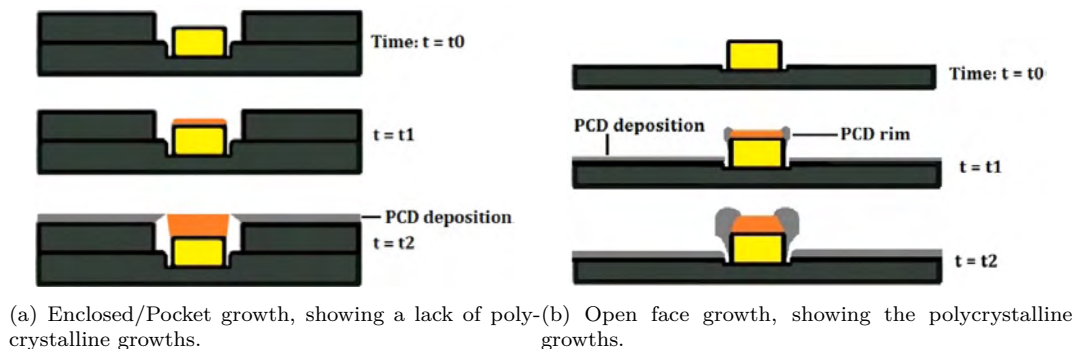 Time: t = t0
t = t1
PCD deposition
t = t2
(a) Enclosed/Pocket growth, showing a lack of poly-
crystalline growths.
Time: t = t0
PCD deposition
PCD rim
t = t1
t = t2
(b) Open face growth, showing the polycrystalline
growths.